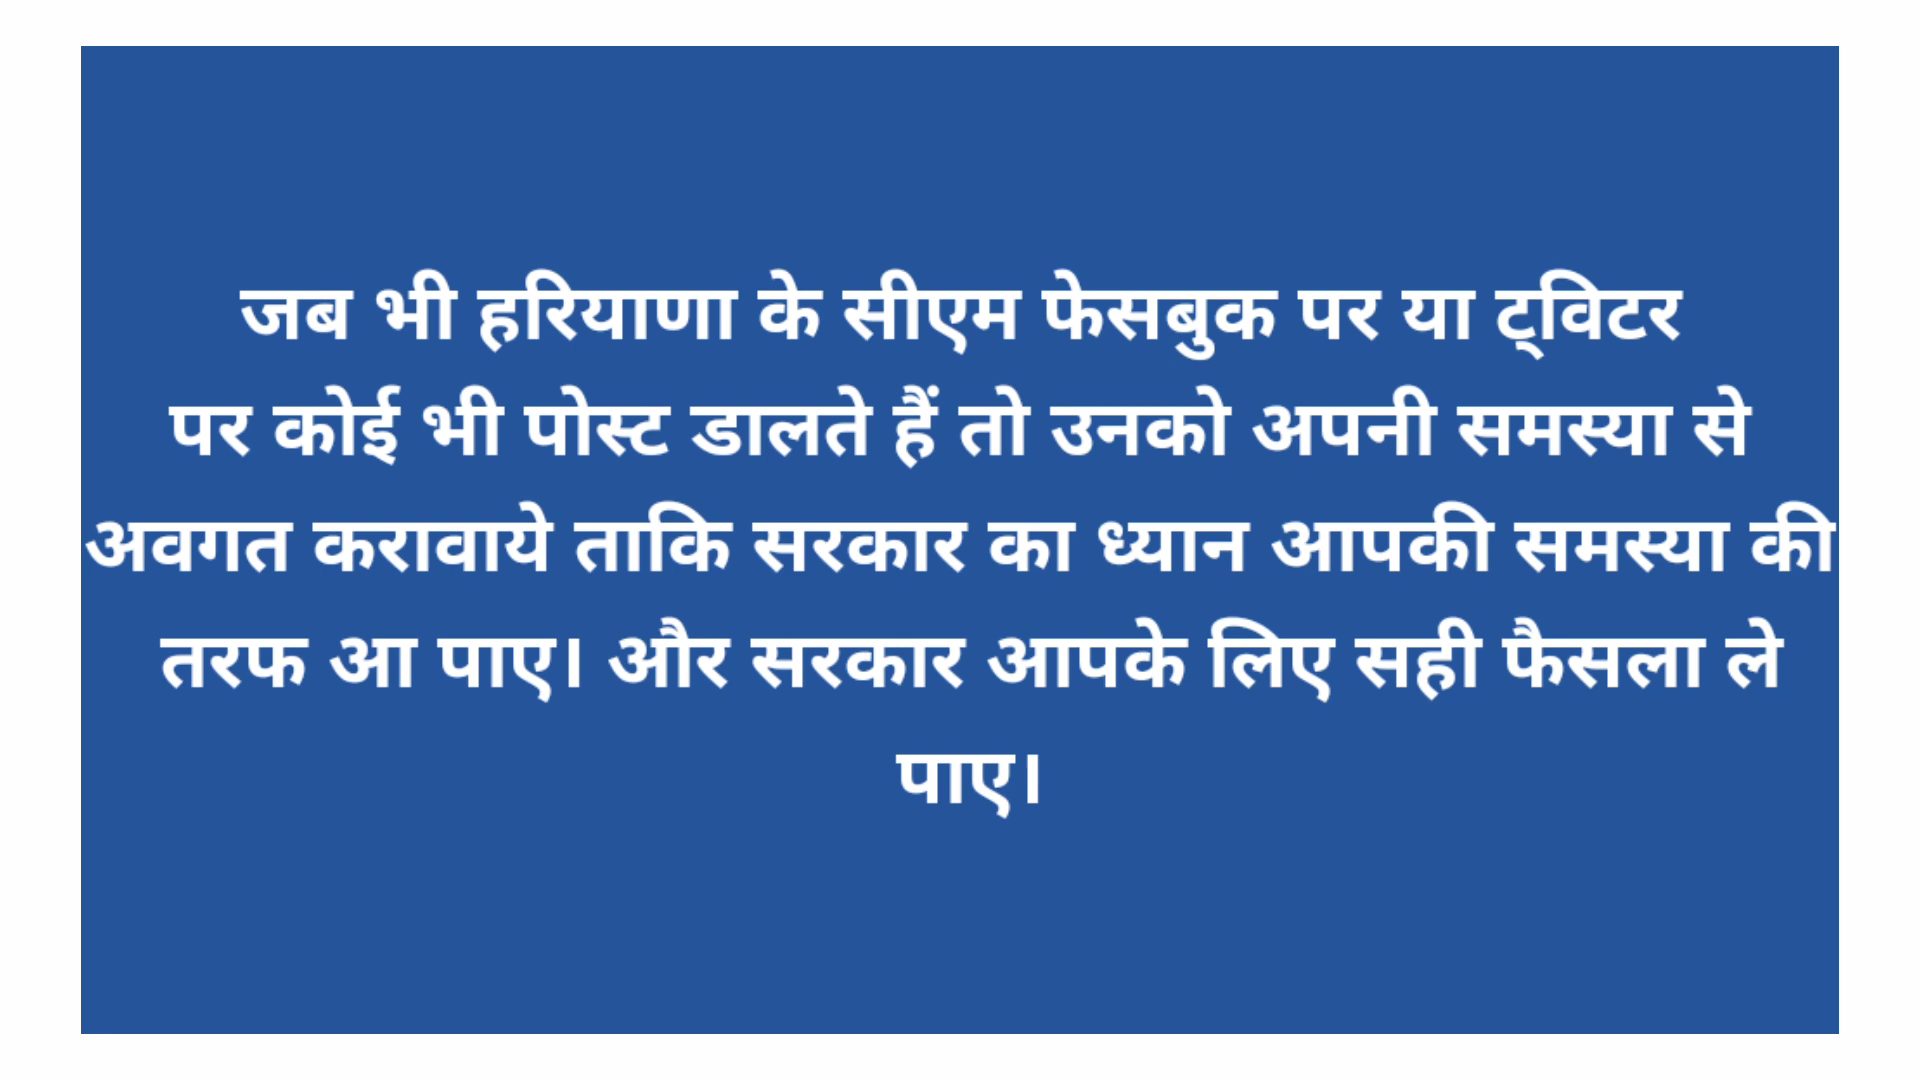 जब भी हरियाणा के सीएम फेसबुक पर या ट्विटर
पर कोई भी पोस्ट डालते हैं तो उनको अपनी समस्या से
अवगत करावाये ताकि सरकार का ध्यान आपकी समस्या की
तरफ आ पाए। और सरकार आपके लिए सही फैसला ले
पाए।